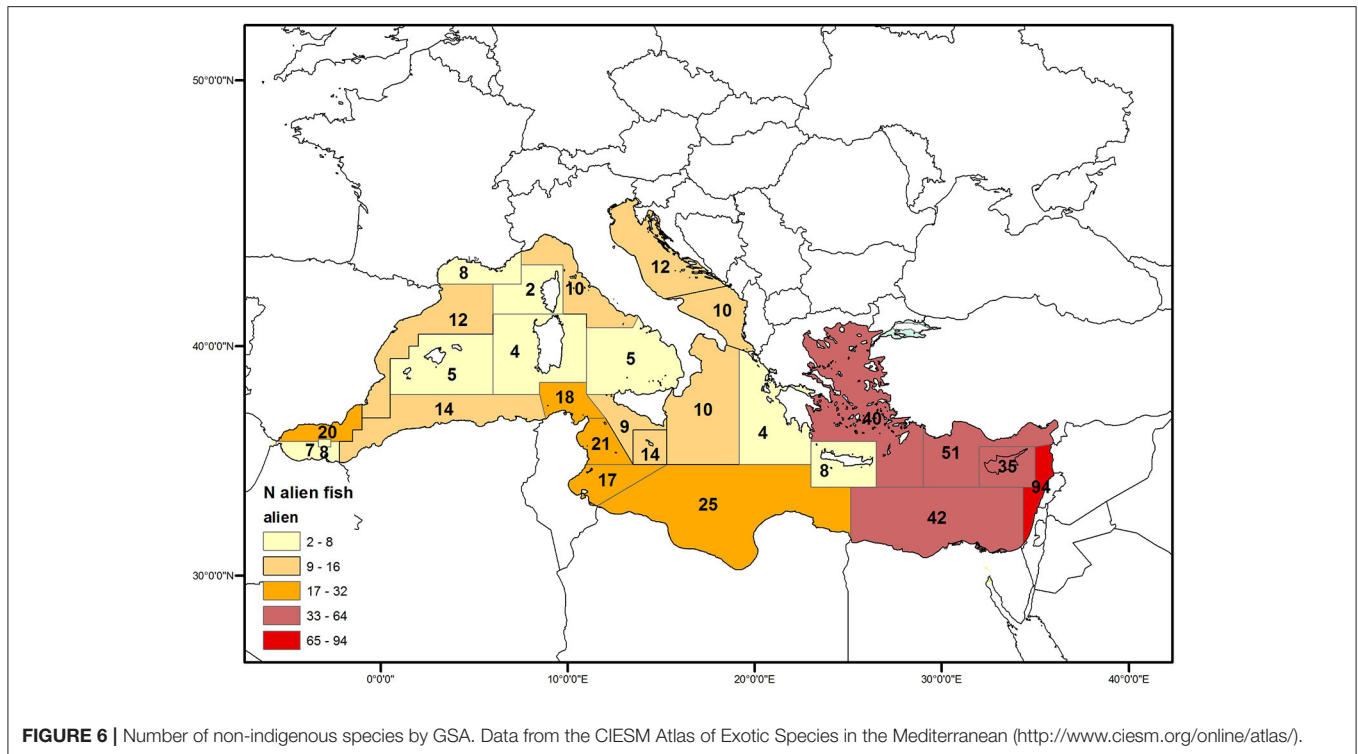 50°0'0"N
40°0'0"N
30°0'0"N
8
2
10
12
12
10
5
4
5
14
18
10
4
20
7
8
9
21
14
17
25
8
40
51
35
94
42
N alien fish
alien
2 - 8
9 - 16
17 - 32
33 - 64
65 - 94
0°0'0"
10°0'0"E
20°0'0"E
30°0'0"E
40°0'0"E
FIGURE 6 | Number of non-indigenous species by GSA. Data from the CIESM Atlas of Exotic Species in the Mediterranean (http://www.ciesm.org/online/atlas/).